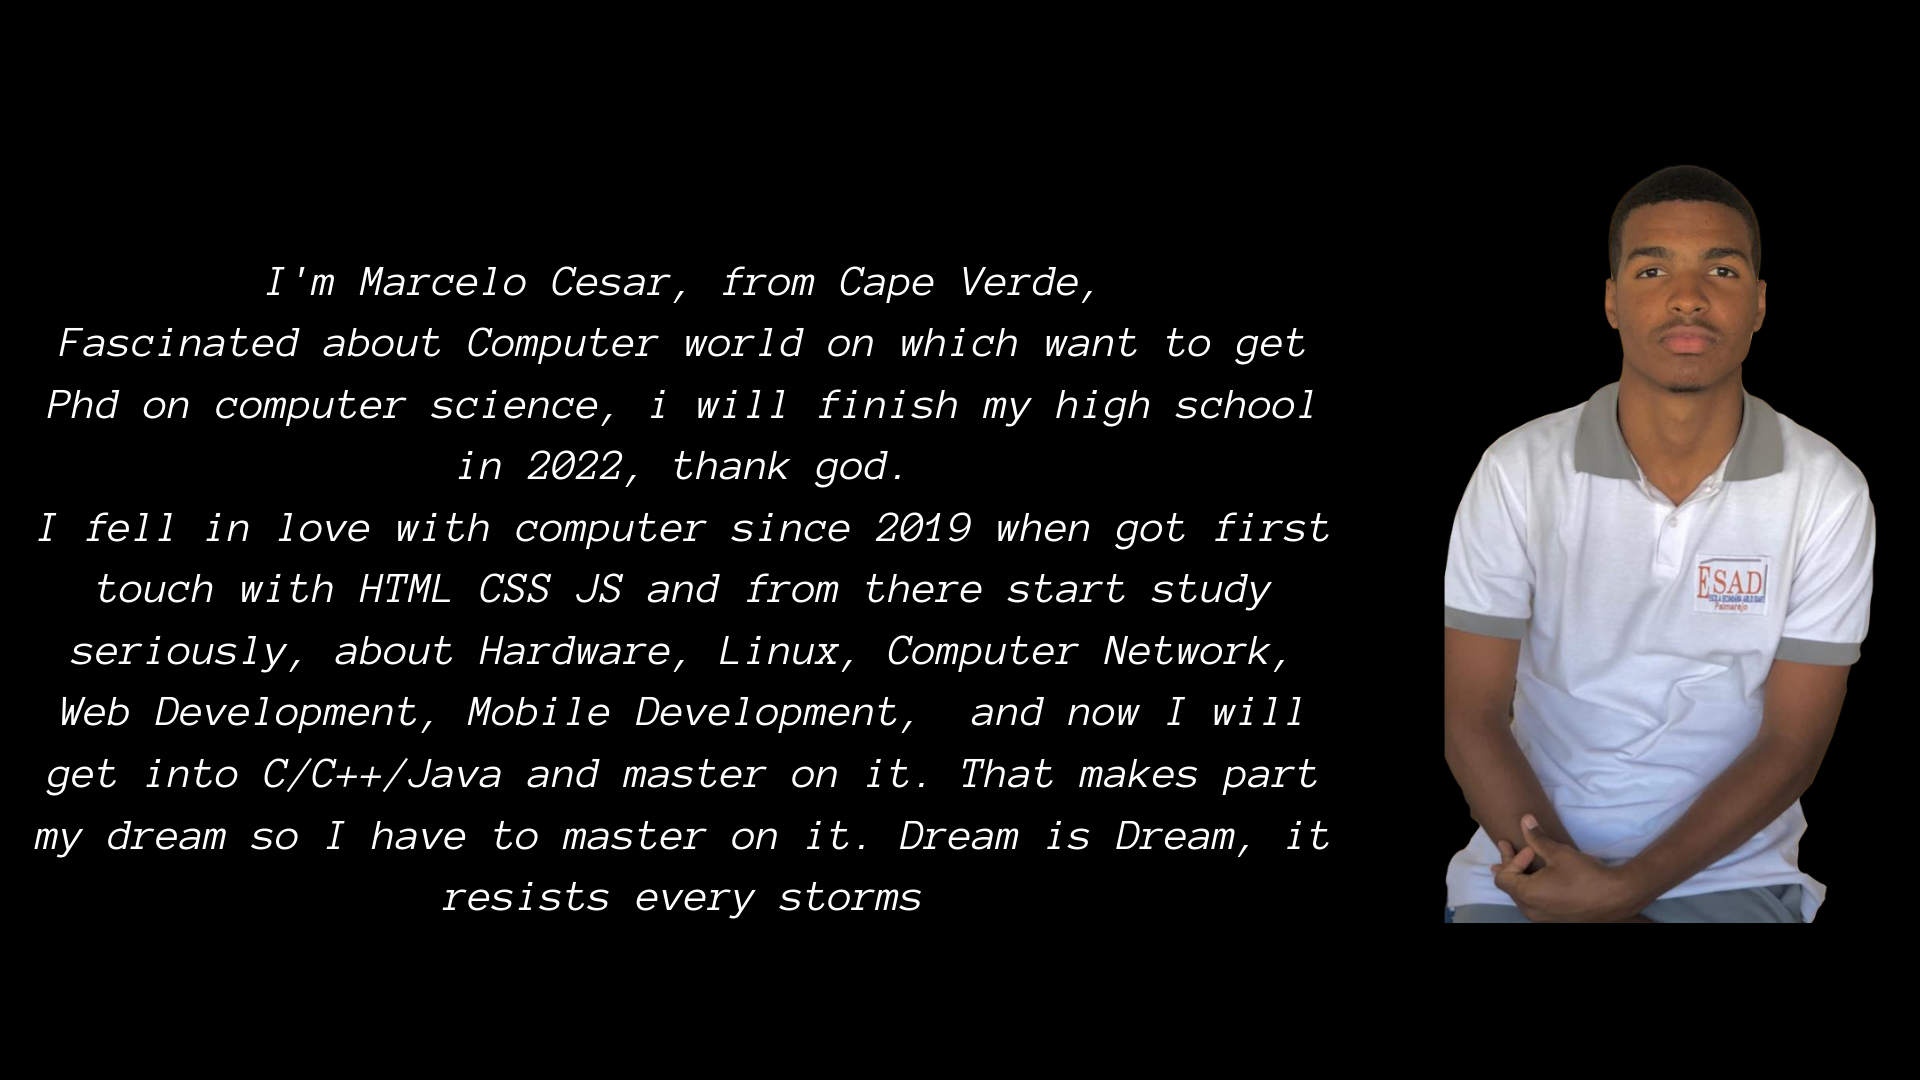 I'm Marcelo Cesar, from Cape Verde,
Fascinated about Computer world on which want to get
Phd on computer science, i will finish my high school
in 2022, thank god.
I fell in love with computer since 2019 when got first
touch with HTML CSS JS and from there start study
seriously, about Hardware, Linux, Computer Network,
Web Development, Mobile Development,  and now I will
get into C/C++/Java and master on it. That makes part
my dream so I have to master on it. Dream is Dream, it
resists every storms
ESAD
Palmarejo